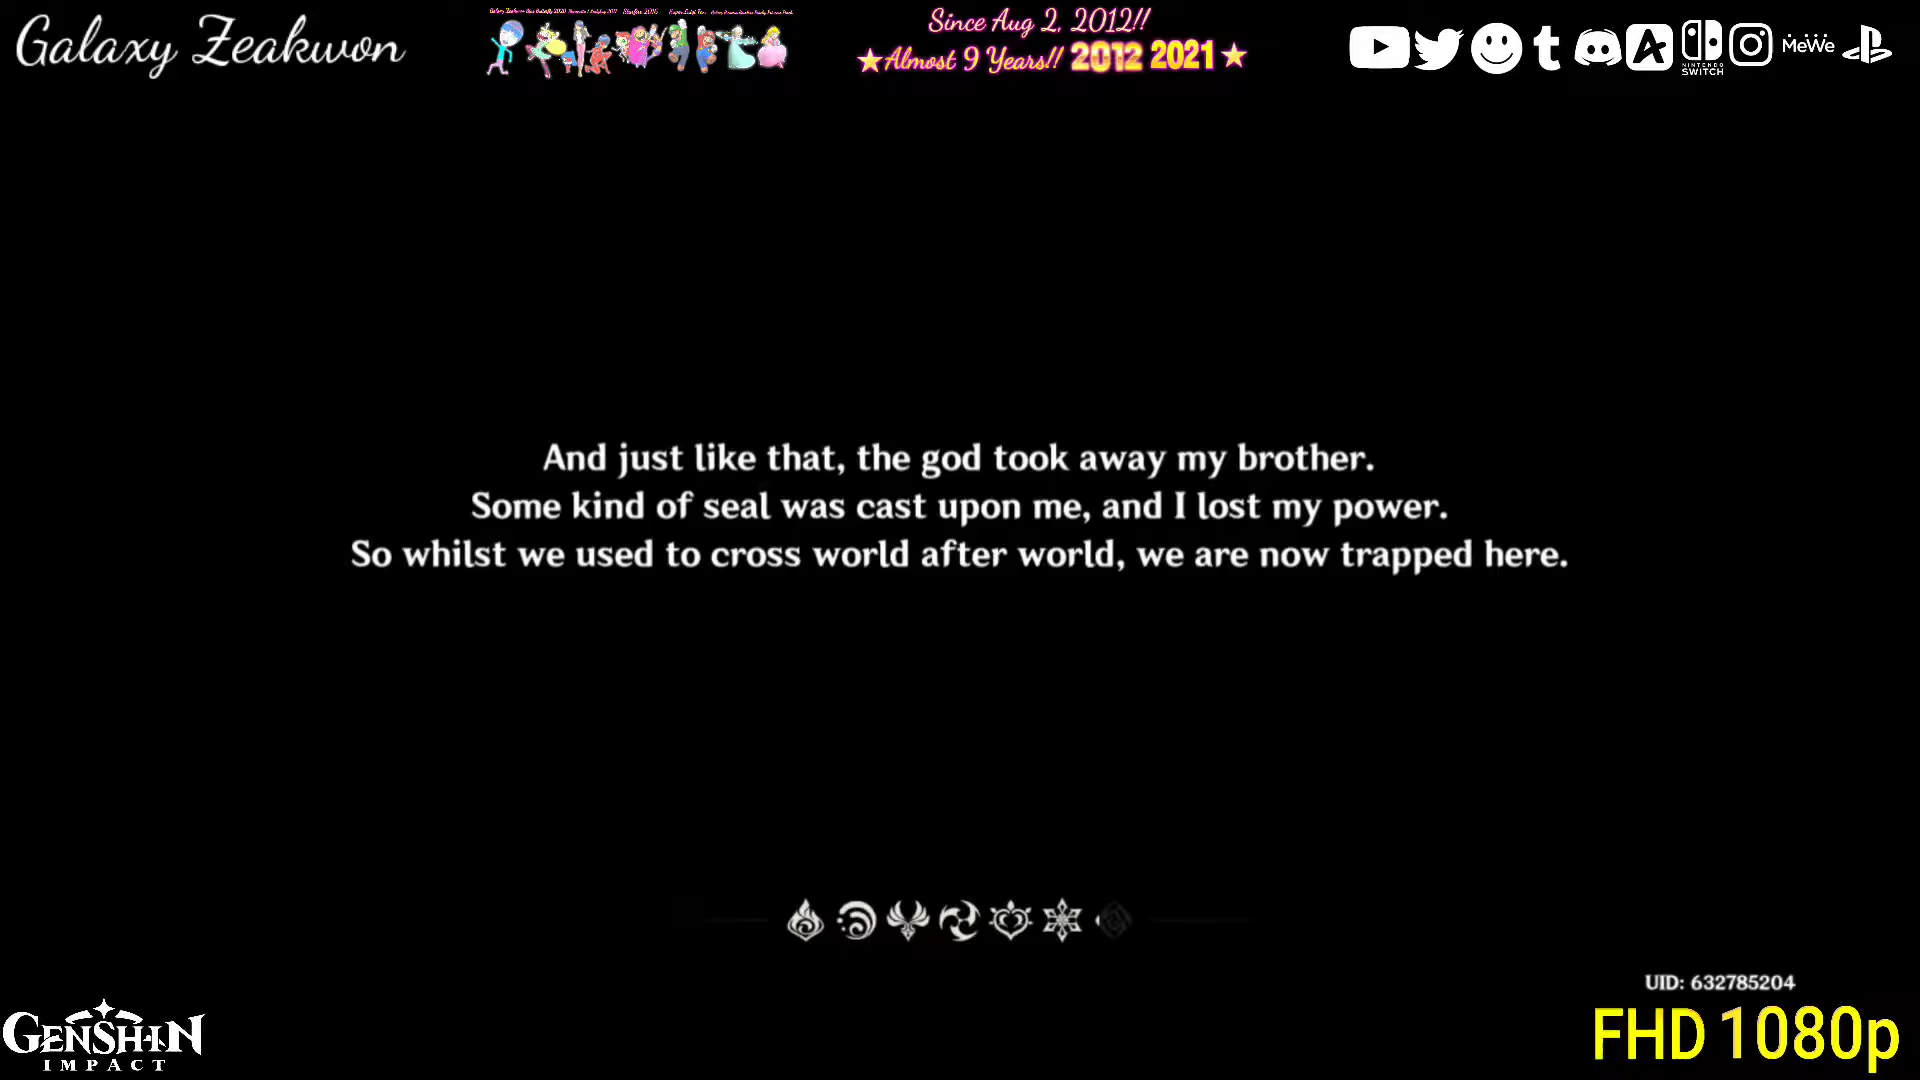 Galaxy Zeakwon
Since Aug 2, 2012!!
★Almost 9 Years!! 2012 2021 ★
NINTENDO
SWITCH
MeWe
And just like that, the god took away my brother.
Some kind of seal was cast upon me, and I lost my power.
So whilst we used to cross world after world, we are now trapped here.
UID: 632785204
GENSHIN
IMPACT
FHD 1080p